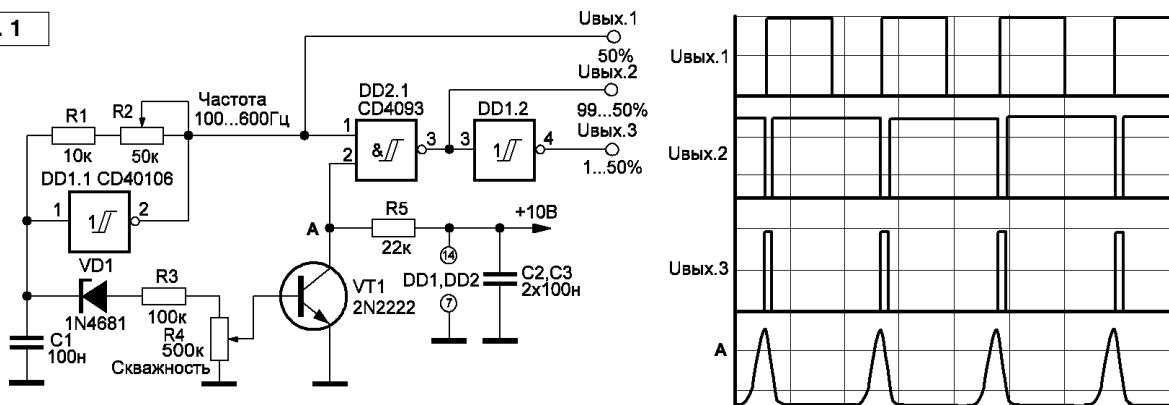 . 1
Uвых.1
50%
Uвых.2
99...50%
Uвых.3
1...50%
Частота
100...600Гц
R1
10к
R2
50к
DD1.1 CD40106
1
1
2
DD2.1
CD4093
1
2
&
3
DD1.2
3
1
4
A
R5
22к
+10В
14
DD1,DD2
7
C2,C3
2x100н
VT1
2N2222
VD1
1N4681
R3
100к
R4
500к
Скважность
C1
100н
Uвых.1
Uвых.2
Uвых.3
A